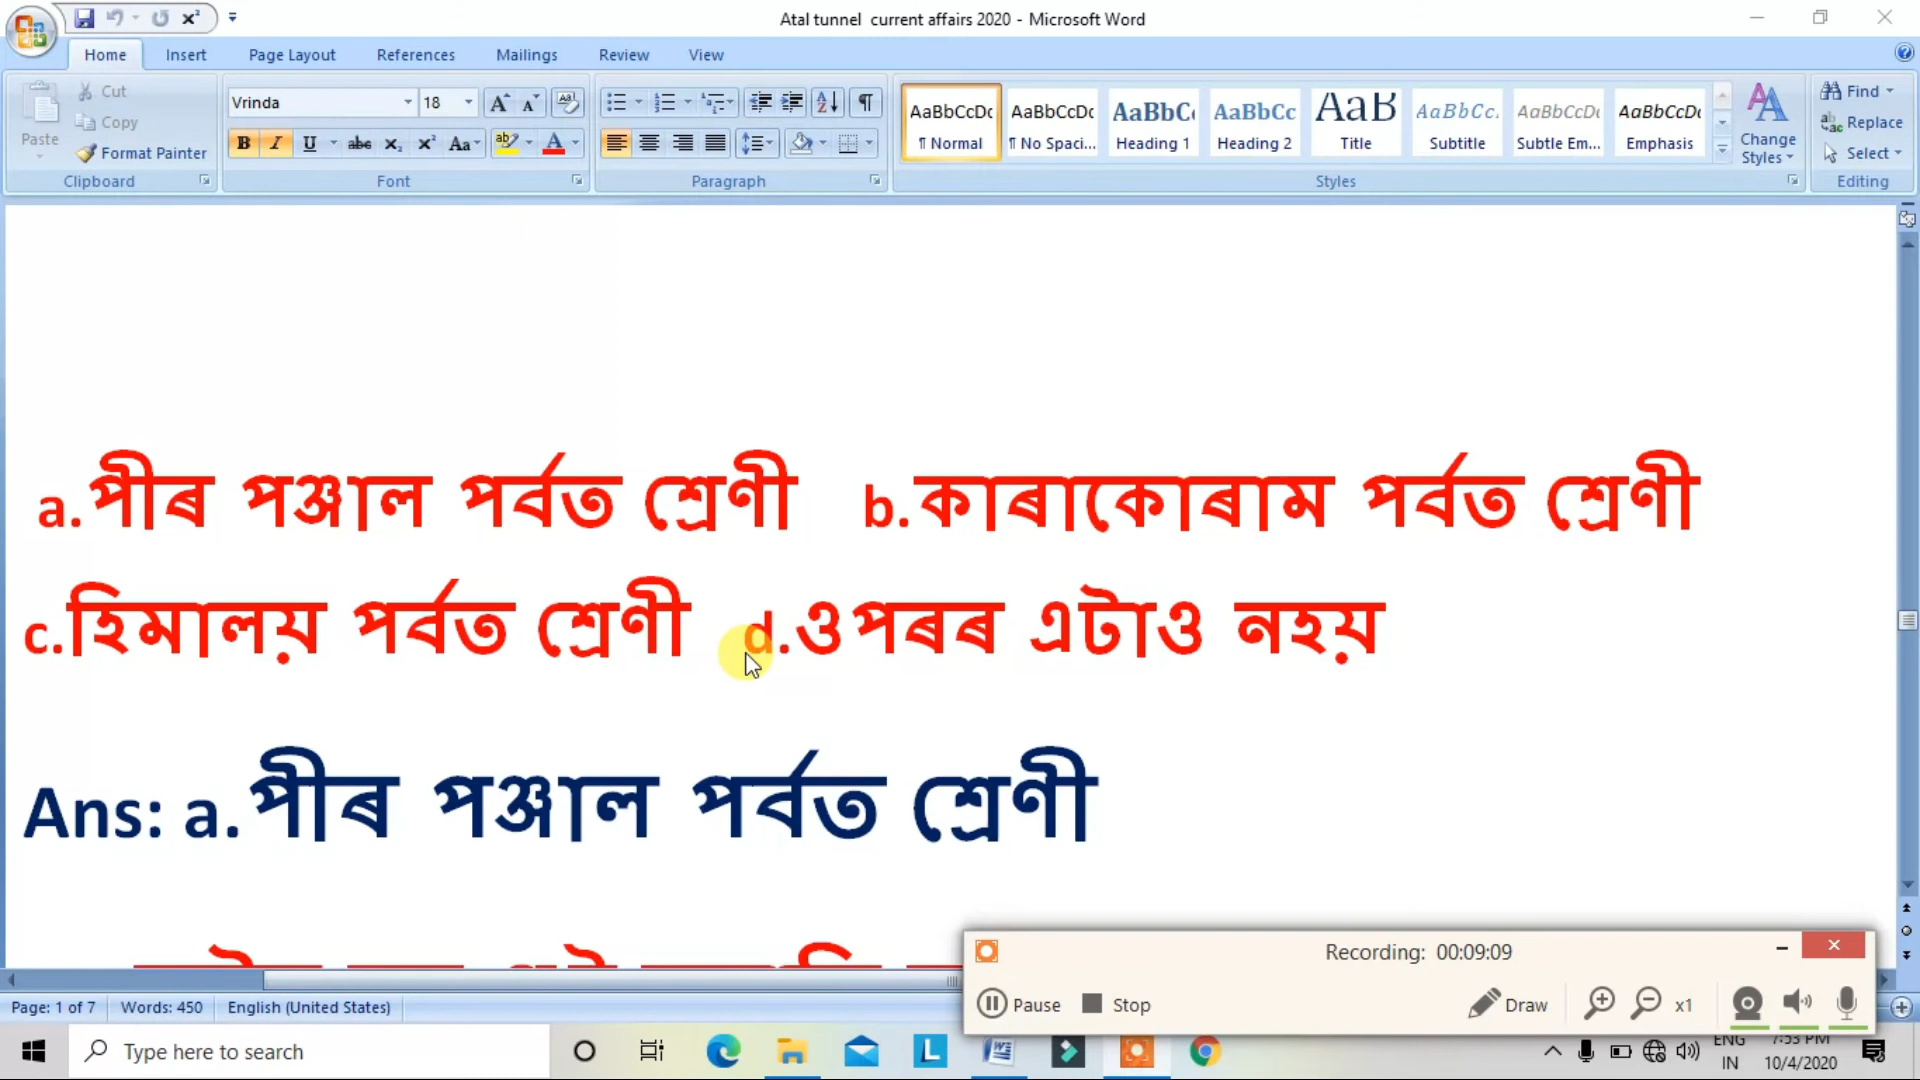 Atal tunnel current affairs 2020 - Microsoft Word
Home Insert Page Layout References Mailings Review View
Paste Cut Copy Format Painter
Vrinda 18
AaBbCcDc AaBbCcDc AaBbC AaBbCc AaB AaBbCc. AaBbCcDc AaBbCcDc
¶ Normal ¶ No Spaci... Heading 1 Heading 2 Title Subtitle Subtle Em... Emphasis
Change Styles
Find Replace Select
Clipboard Font Paragraph Styles Editing
a.পীৰ পঞ্জাল পৰ্বত শ্ৰেণী b.কাৰাকোৰাম পৰ্বত শ্ৰেণী
c.হিমালয় পৰ্বত শ্ৰেণী d.ওপৰৰ এটাও নহয়
Ans: a.পীৰ পঞ্জাল পৰ্বত শ্ৰেণী
Recording: 00:09:09
Pause Stop Draw x1
Page: 1 of 7 Words: 450 English (United States)
Type here to search
ENG 7:53 PM
IN 10/4/2020